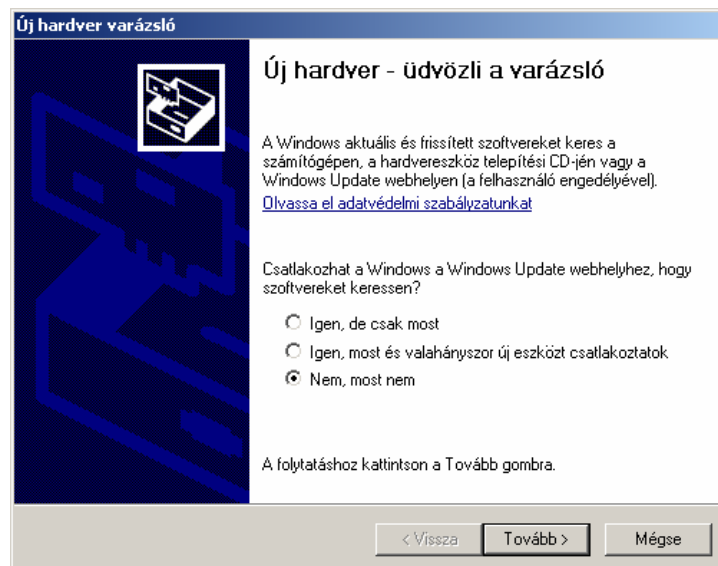 Új hardver varázsló
Új hardver - üdvözli a varázsló
A Windows aktuális és frissített szoftvereket keres a
számítógépen, a hardvereszköz telepítési CD-jén vagy a
Windows Update webhelyen (a felhasználó engedélyével).
Olvassa el adatvédelmi szabályzatunkat
Csatlakozhat a Windows a Windows Update webhelyhez, hogy
szoftvereket keressen?
Igen, de csak most
Igen, most és valahányszor új eszközt csatlakoztatok
Nem, most nem
A folytatáshoz kattintson a Tovább gombra.
< Vissza Tovább > Mégse